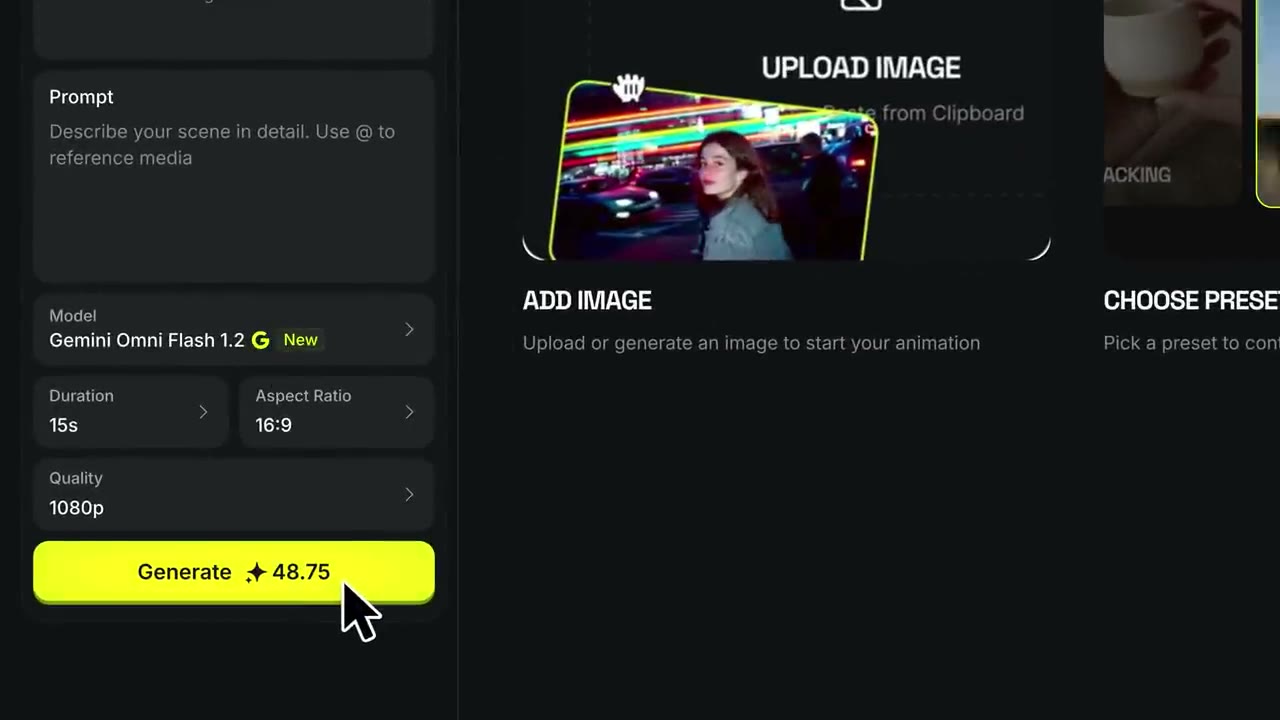 Prompt
Describe your scene in detail. Use @ to
reference media
Model
Gemini Omni Flash 1.2 G New
Duration
15s
Aspect Ratio
16:9
Quality
1080p
Generate 48.75
UPLOAD IMAGE
from Clipboard
ADD IMAGE
Upload or generate an image to start your animation
ACKING
CHOOSE PRESE
Pick a preset to